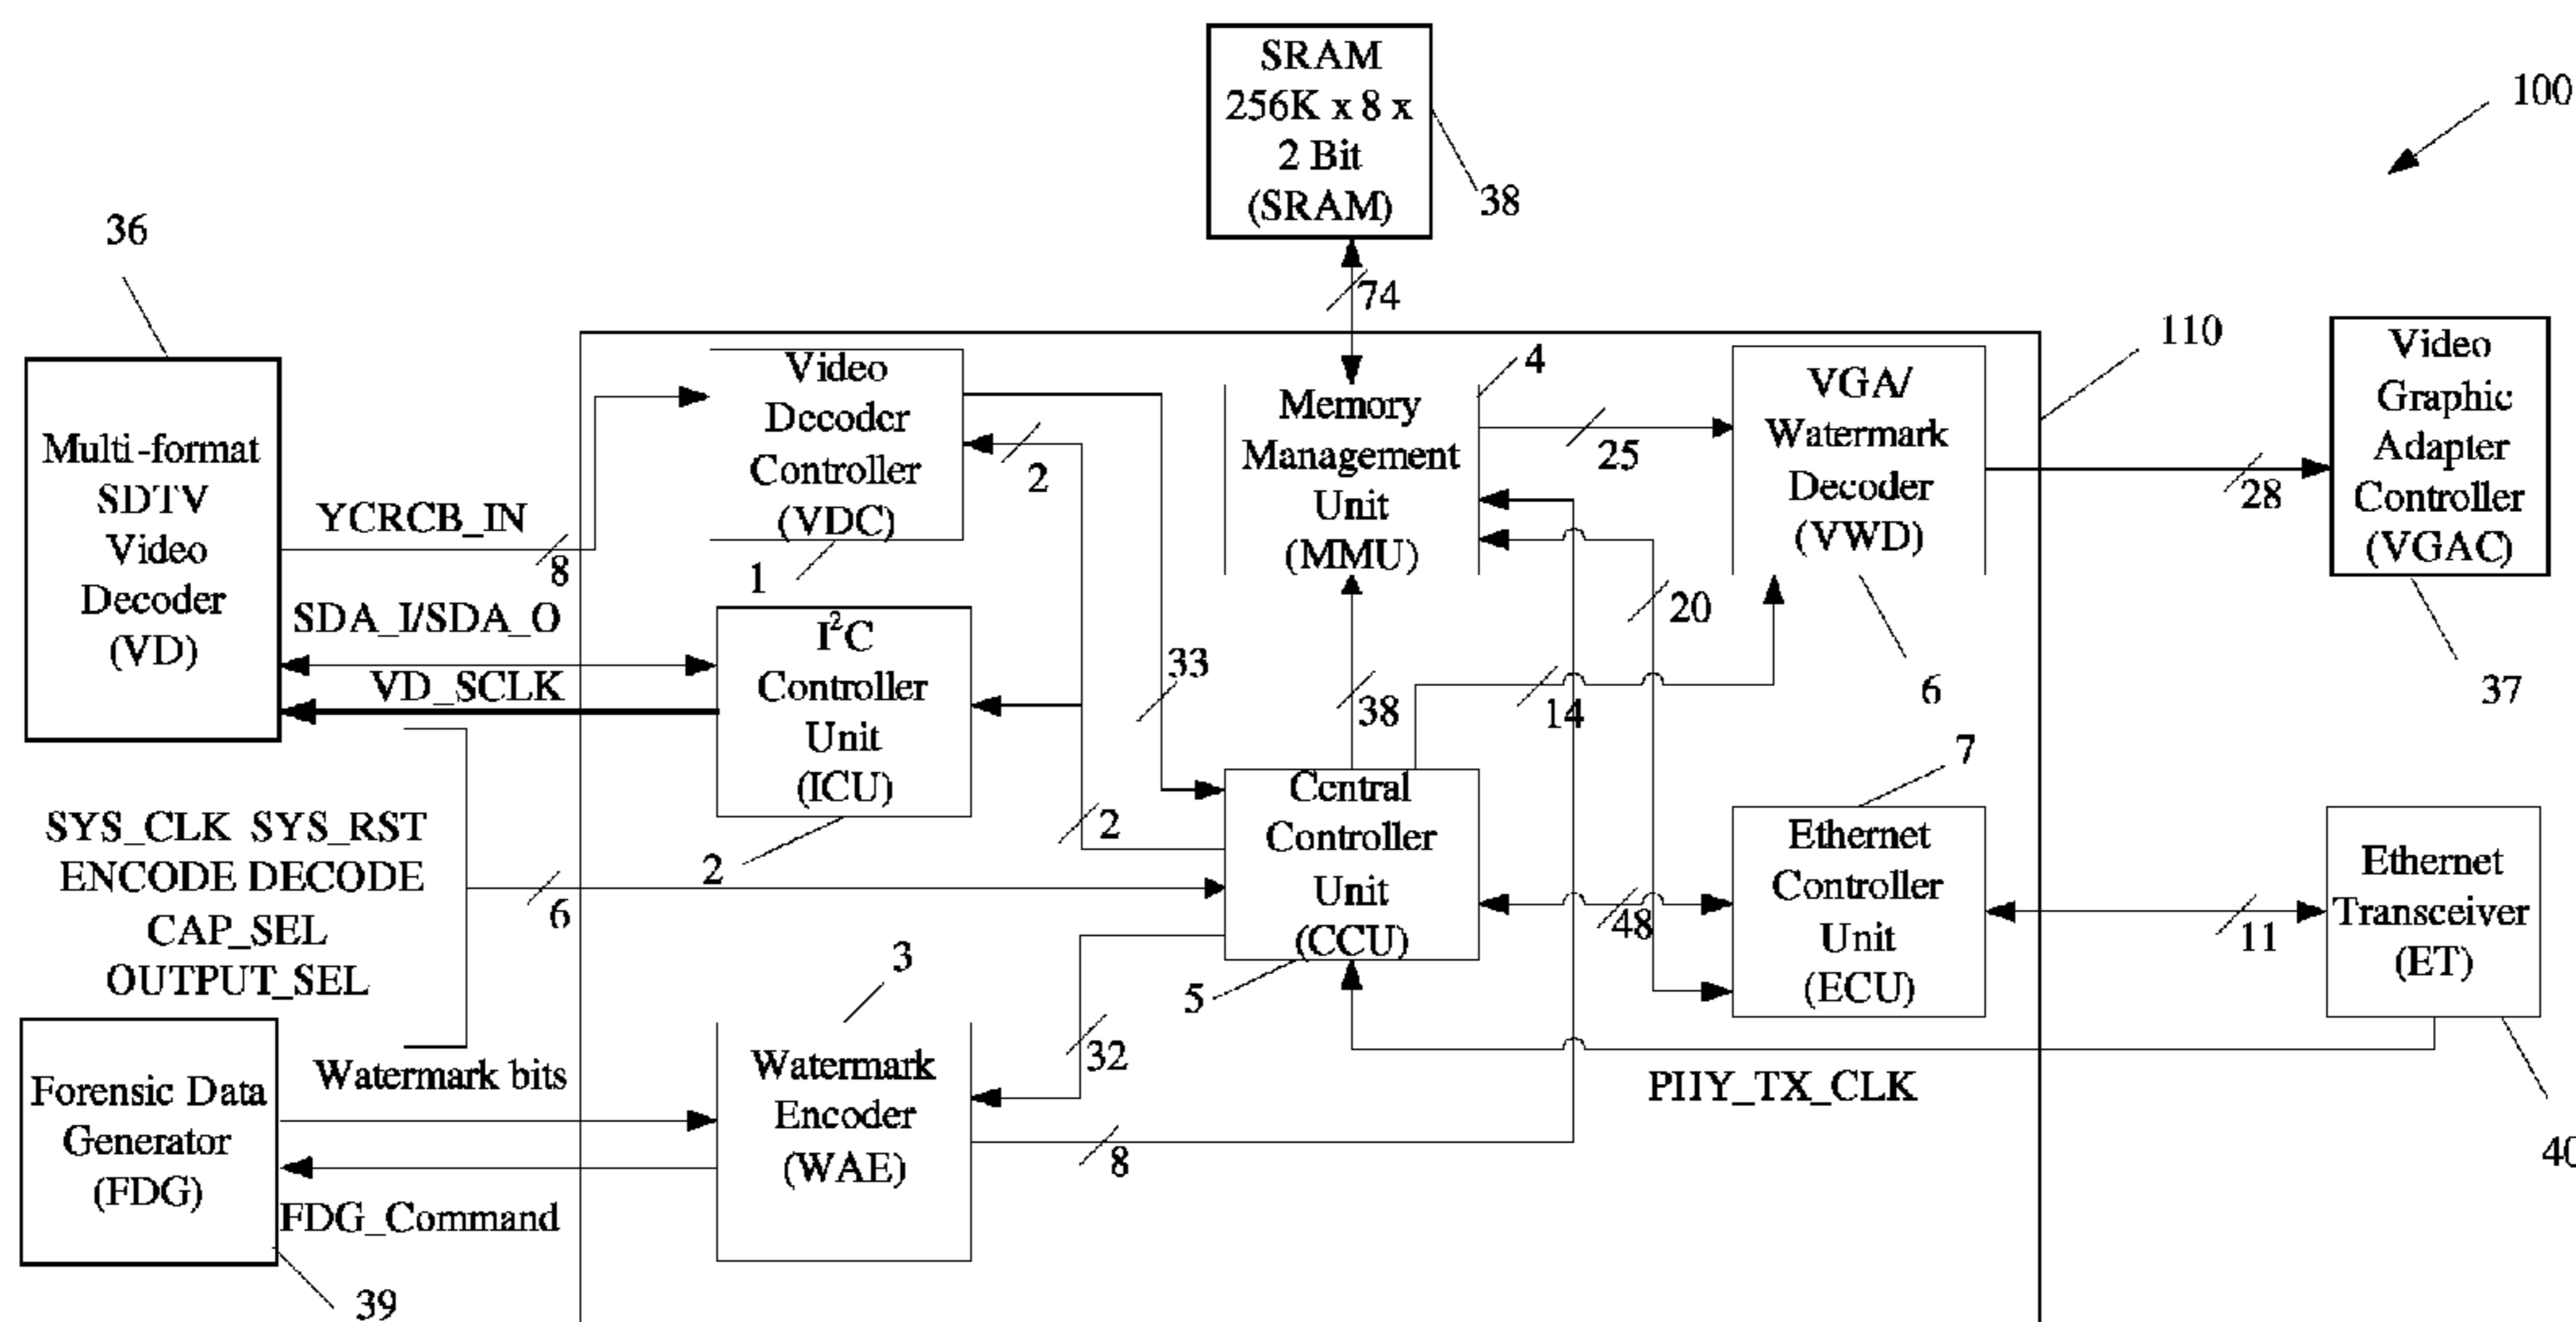 SRAM
256K x 8 x
2 Bit
(SRAM)
38
100
74
36
Multi-format
SDTV
Video
Decoder
(VD)
YCRCB_IN
8
SDA_I/SDA_O
VD_SCLK
Video
Decoder
Controller
(VDC)
1
2
I²C
Controller
Unit
(ICU)
2
33
2
Memory
Management
Unit
(MMU)
4
25
20
38
14
VGA/
Watermark
Decoder
(VWD)
6
110
28
Video
Graphic
Adapter
Controller
(VGAC)
37
SYS_CLK SYS_RST
ENCODE DECODE
CAP_SEL
OUTPUT_SEL
6
Central
Controller
Unit
(CCU)
5
48
7
Ethernet
Controller
Unit
(ECU)
11
Ethernet
Transceiver
(ET)
40
PHY_TX_CLK
Forensic Data
Generator
(FDG)
39
Watermark bits
FDG_Command
3
Watermark
Encoder
(WAE)
32
8